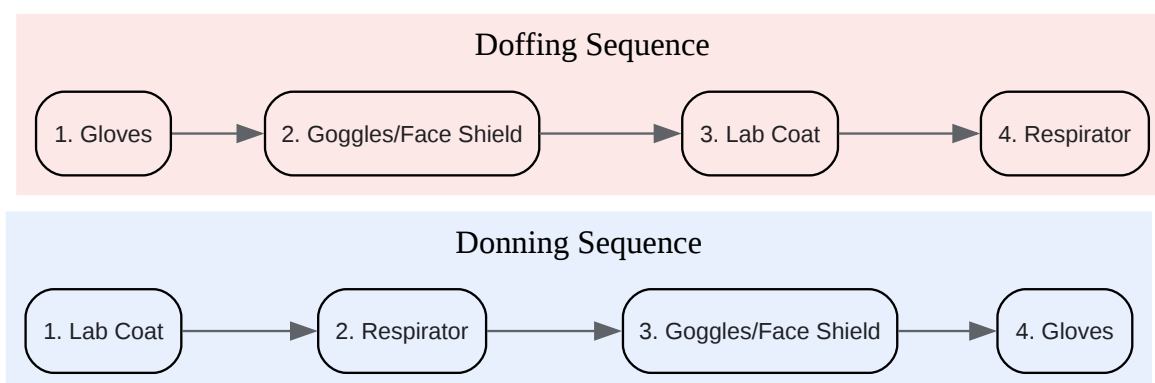 Doffing Sequence
1. Gloves
2. Goggles/Face Shield
3. Lab Coat
4. Respirator
Donning Sequence
1. Lab Coat
2. Respirator
3. Goggles/Face Shield
4. Gloves